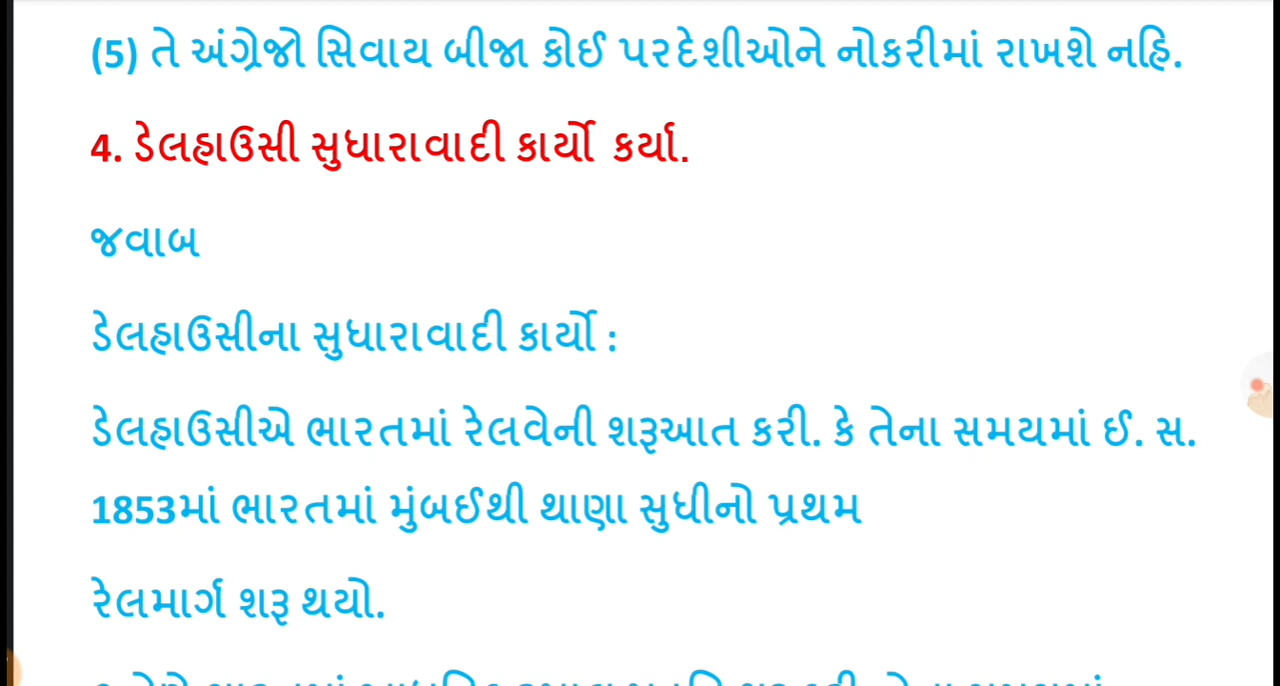 (5) તે અંગ્રેજો સિવાય બીજા કોઈ પરદેશીઓને નોકરીમાં રાખશે નહિ.
4. ડેલહાઉસી સુધારાવાદી કાર્યો કર્યા.
જવાબ
ડેલહાઉસીના સુધારાવાદી કાર્યો :
ડેલહાઉસીએ ભારતમાં રેલવેની શરૂઆત કરી. કે તેના સમયમાં ઈ. સ.
1853માં ભારતમાં મુંબઈથી થાણા સુધીનો પ્રથમ
રેલમાર્ગ શરૂ થયો.